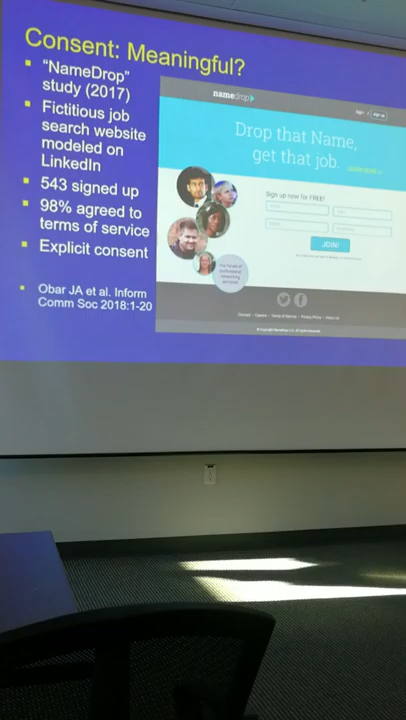 Consent: Meaningful?
"NameDrop"
study (2017)
Fictitious job
search website
modeled on
LinkedIn
543 signed up
98% agreed to
terms of service
Explicit consent
Obar JA et al. Inform
Comm Soc 2018:1-20
namedrop
Drop that Name,
get that job.
Sign up now for FREE!
JOIN!